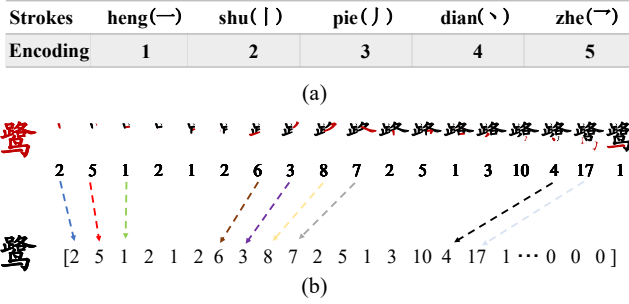 Strokes heng(㇐) shu(丨) pie(丿) dian(丶) zhe(乛)
Encoding 1 2 3 4 5
(a)
鹭
2 5 1 2 1 2 6 3 8 7 2 5 1 3 10 4 17 1
鹭 [2 5 1 2 1 2 6 3 8 7 2 5 1 3 10 4 17 1 ⋯ 0 0 0 ]
(b)